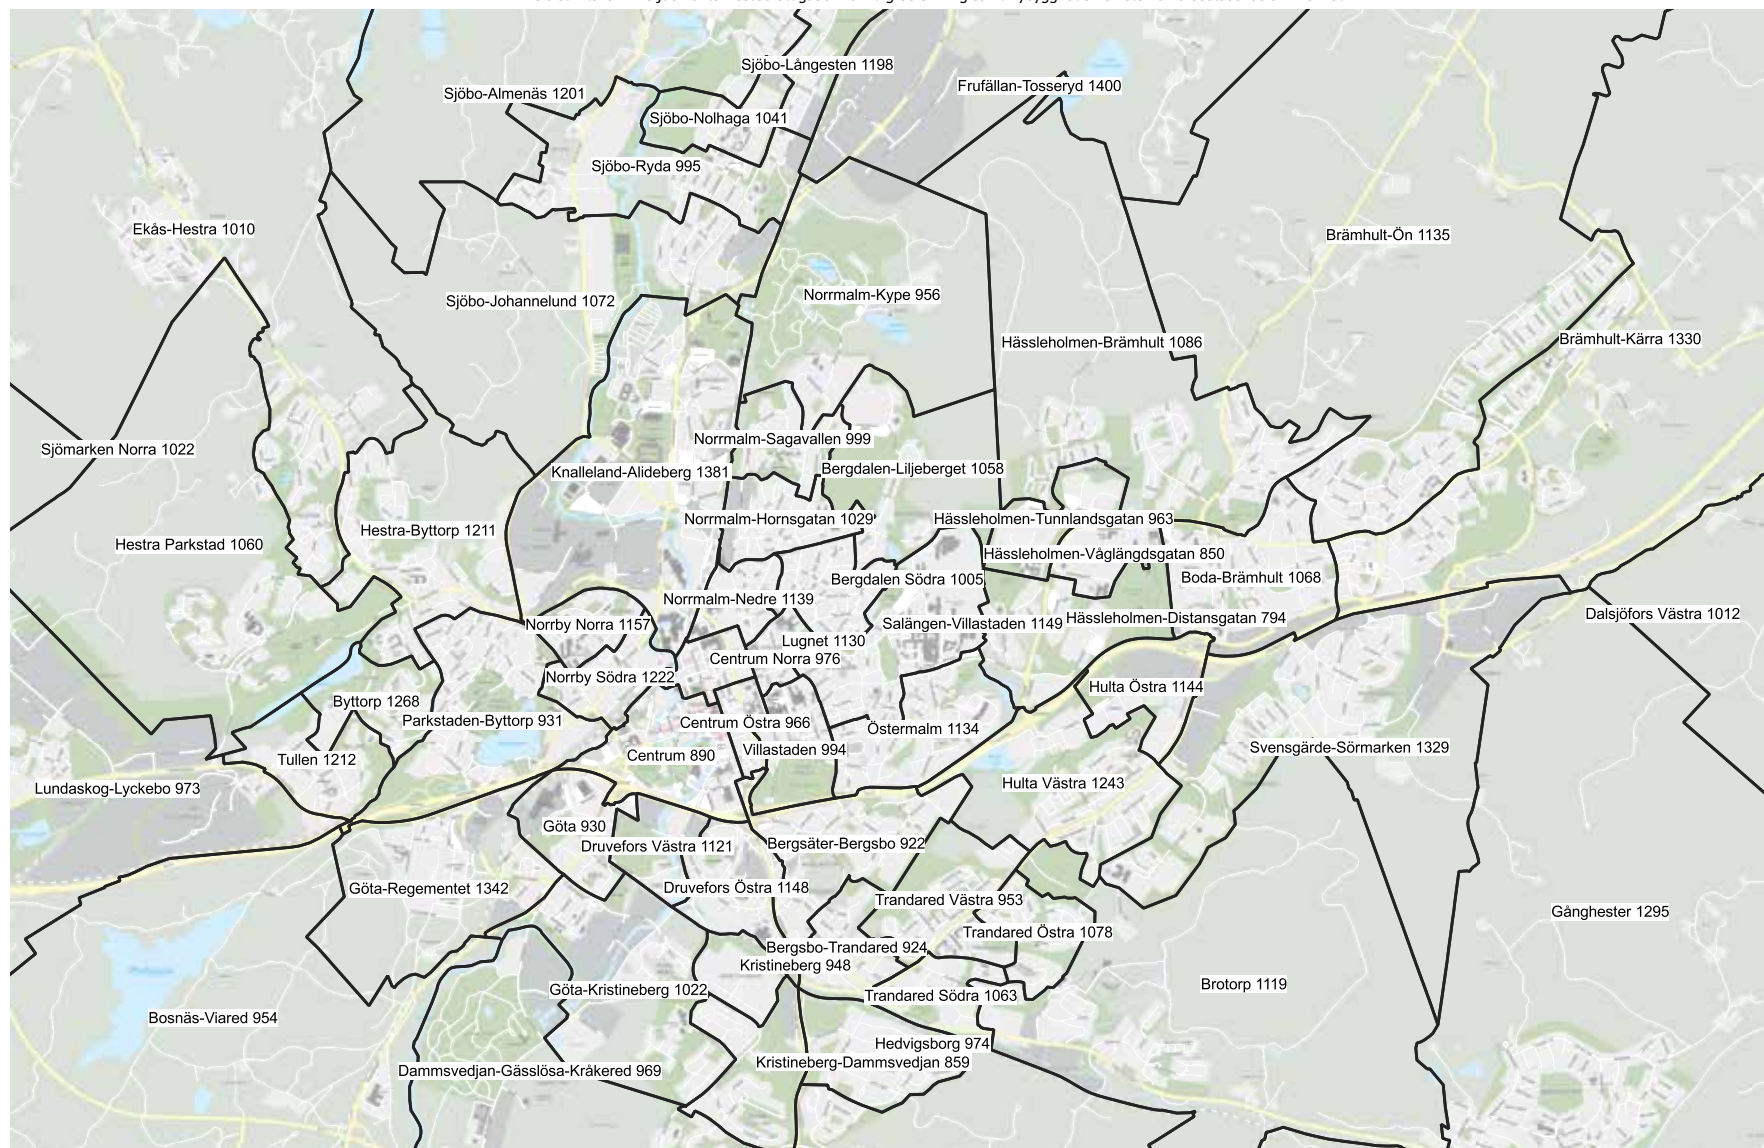 Sjöbo-Långesten 1198
Frufällan-Tosseryd 1400
Sjöbo-Almenäs 1201
Sjöbo-Nolhaga 1041
Sjöbo-Ryda 995
Ekås-Hestra 1010
Brämhult-Ön 1135
Norrmalm-Kype 956
Sjöbo-Johannelund 1072
Hässleholmen-Brämhult 1086
Brämhult-Kärra 1330
Norrmalm-Sagavallen 999
Sjömarken Norra 1022
Bergdalen-Liljeberget 1058
Knalleland-Alideberg 1381
Norrmalm-Hornsgatan 1029
Hässleholmen-Tunnlandsgatan 963
Hestra-Byttorp 1211
Hestra Parkstad 1060
Hässleholmen-Våglängdsgatan 850
Bergdalen Södra 1005
Boda-Brämhult 1068
Norrmalm-Nedre 1139
Dalsjöfors Västra 1012
Hässleholmen-Distansgatan 794
Norrby Norra 1157
Salängen-Villastaden 1149
Lugnet 1130
Centrum Norra 976
Norrby Södra 1222
Hulta Östra 1144
Byttorp 1268
Parkstaden-Byttorp 931
Centrum Östra 966
Östermalm 1134
Svensgärde-Sörmarken 1329
Villastaden 994
Centrum 890
Tullen 1212
Hulta Västra 1243
Lundaskog-Lyckebo 973
Göta 930
Druvefors Västra 1121
Bergsäter-Bergsbo 922
Göta-Regementet 1342
Druvefors Östra 1148
Trandared Västra 953
Gånghester 1295
Trandared Östra 1078
Bergsbo-Trandared 924
Kristineberg 948
Brotorp 1119
Göta-Kristineberg 1022
Trandared Södra 1063
Bosnäs-Viared 954
Hedvigsborg 974
Kristineberg-Dammsvedjan 859
Dammsvedjan-Gässlösa-Kråkered 969